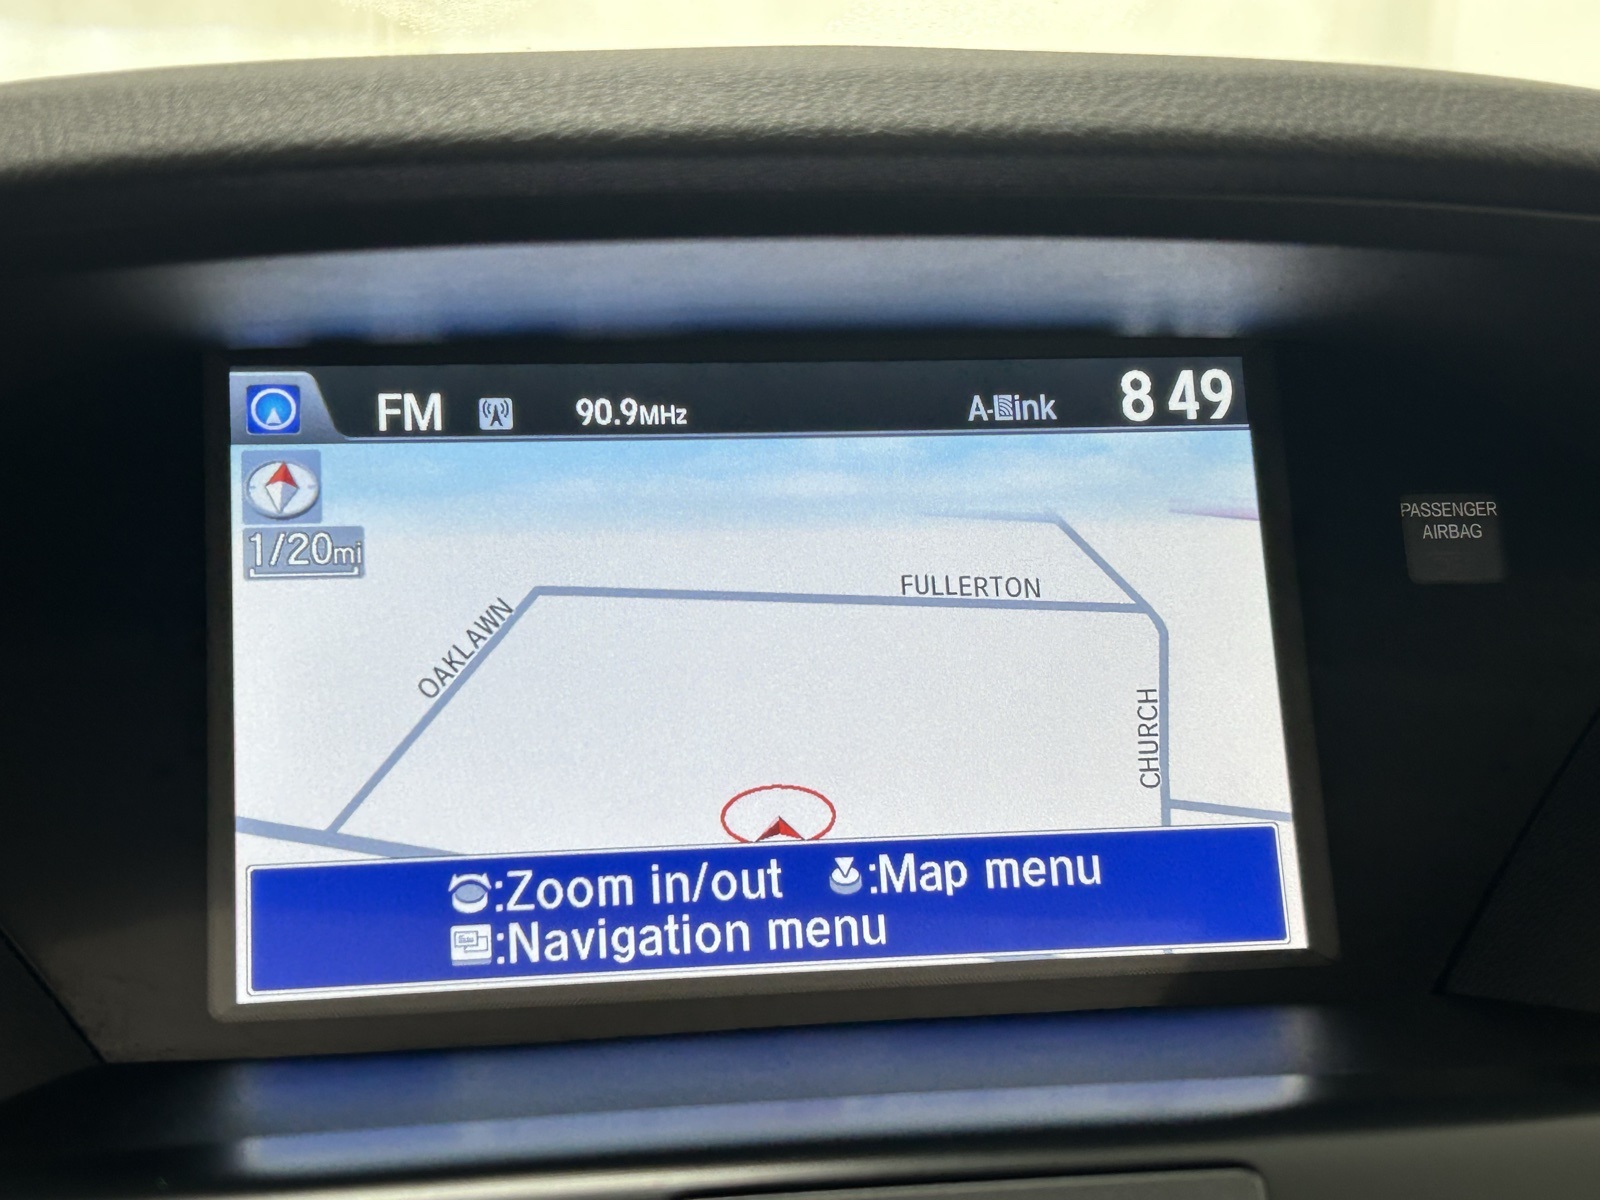 FM 90.9MHz A-Link 8 49
1/20mi
FULLERTON
OAKLAWN
CHURCH
:Zoom in/out :Map menu
:Navigation menu
PASSENGER
AIRBAG